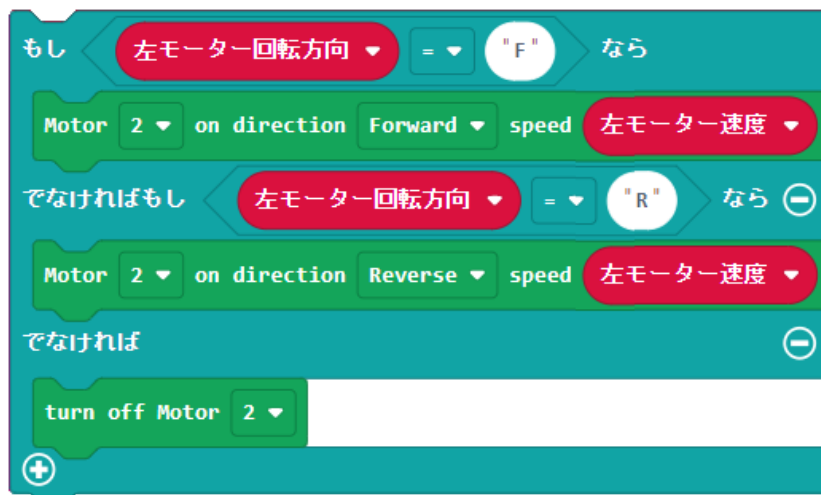 もし 左モーター回転方向 = "F" なら
Motor 2 on direction Forward speed 左モーター速度
でなければもし 左モーター回転方向 = "R" なら
Motor 2 on direction Reverse speed 左モーター速度
でなければ
turn off Motor 2